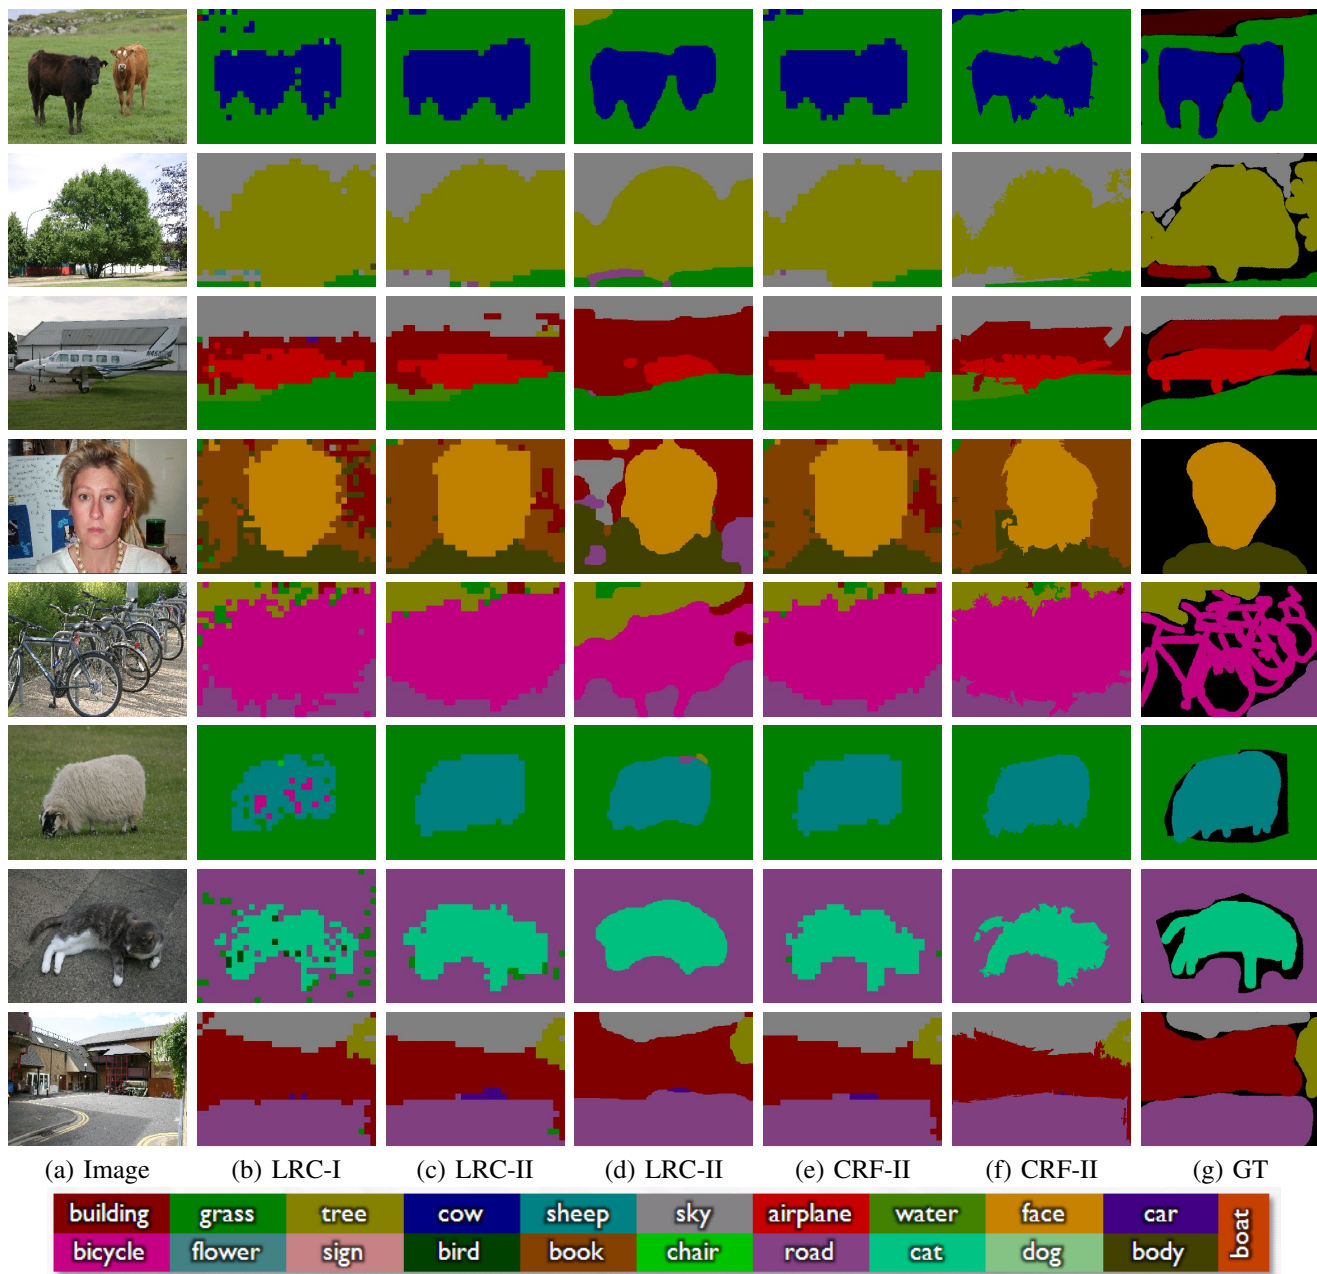 (a) Image (b) LRC-I (c) LRC-II (d) LRC-II (e) CRF-II (f) CRF-II (g) GT
building grass tree cow sheep sky airplane water face car boat
bicycle flower sign bird book chair road cat dog body